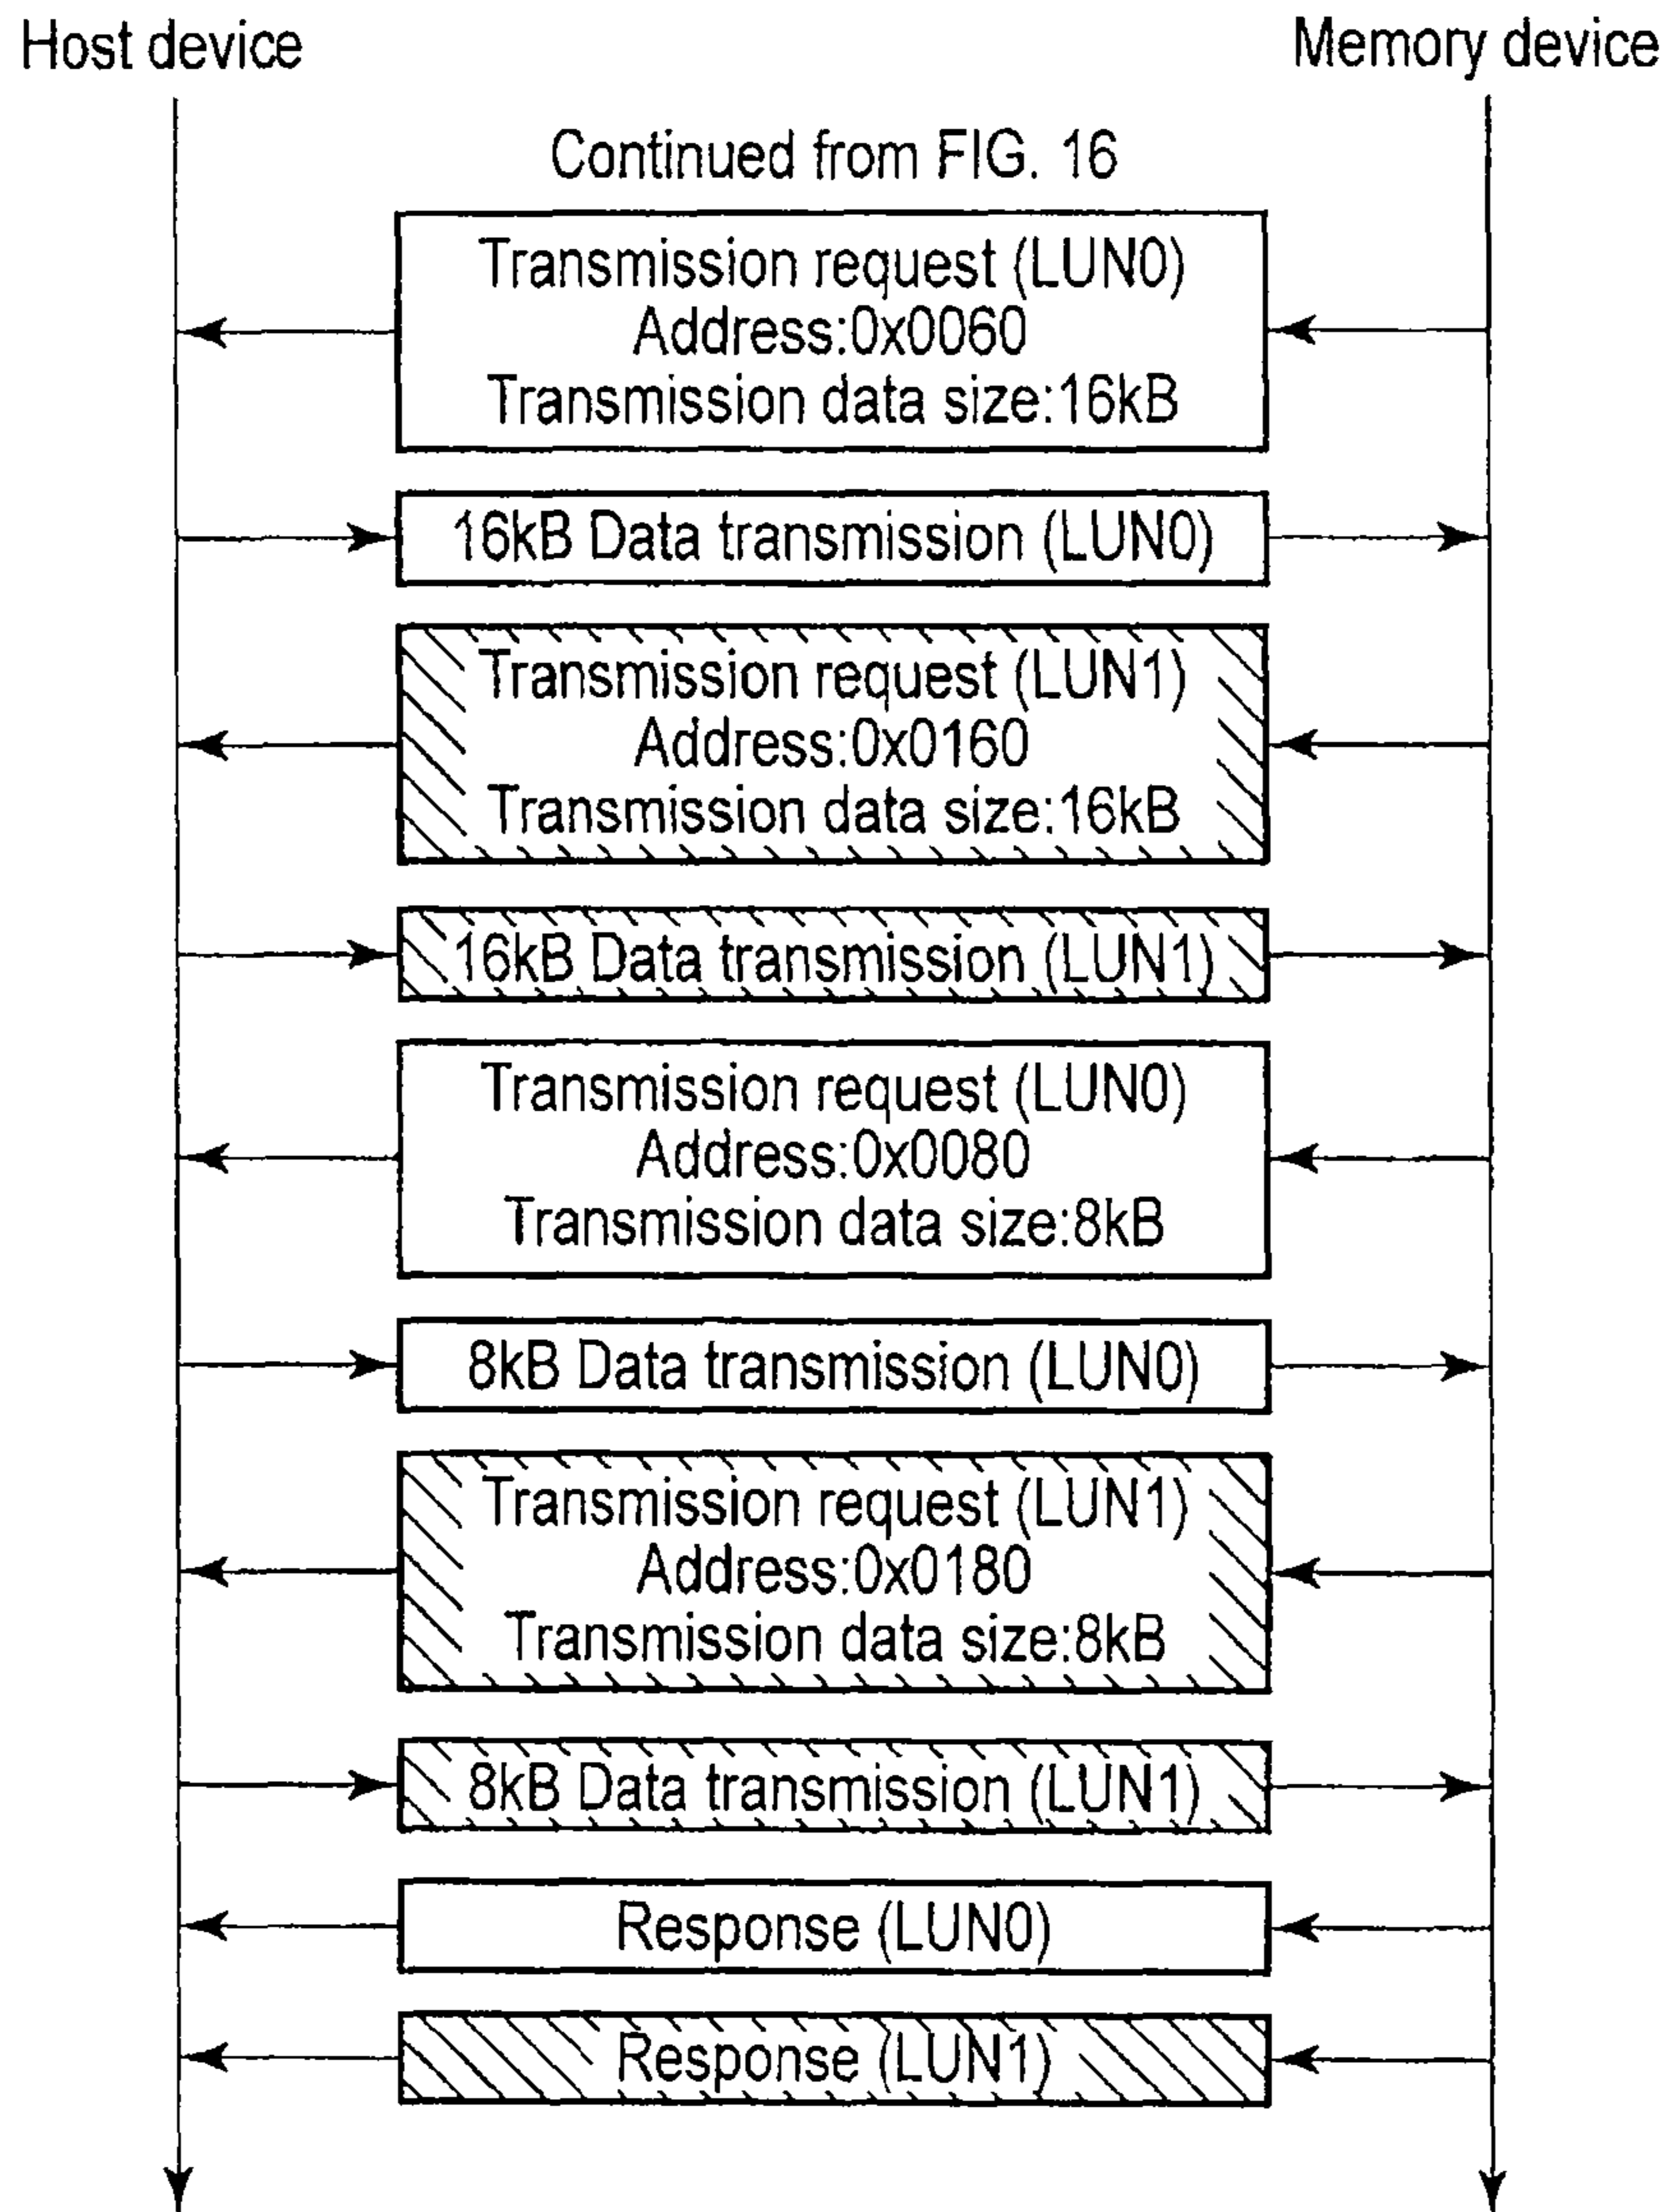 Host device
Memory device
Continued from FIG. 16
Transmission request (LUN0)
Address:0x0060
Transmission data size:16kB
16kB Data transmission (LUN0)
Transmission request (LUN1)
Address:0x0160
Transmission data size:16kB
16kB Data transmission (LUN1)
Transmission request (LUN0)
Address:0x0080
Transmission data size:8kB
8kB Data transmission (LUN0)
Transmission request (LUN1)
Address:0x0180
Transmission data size:8kB
8kB Data transmission (LUN1)
Response (LUN0)
Response (LUN1)